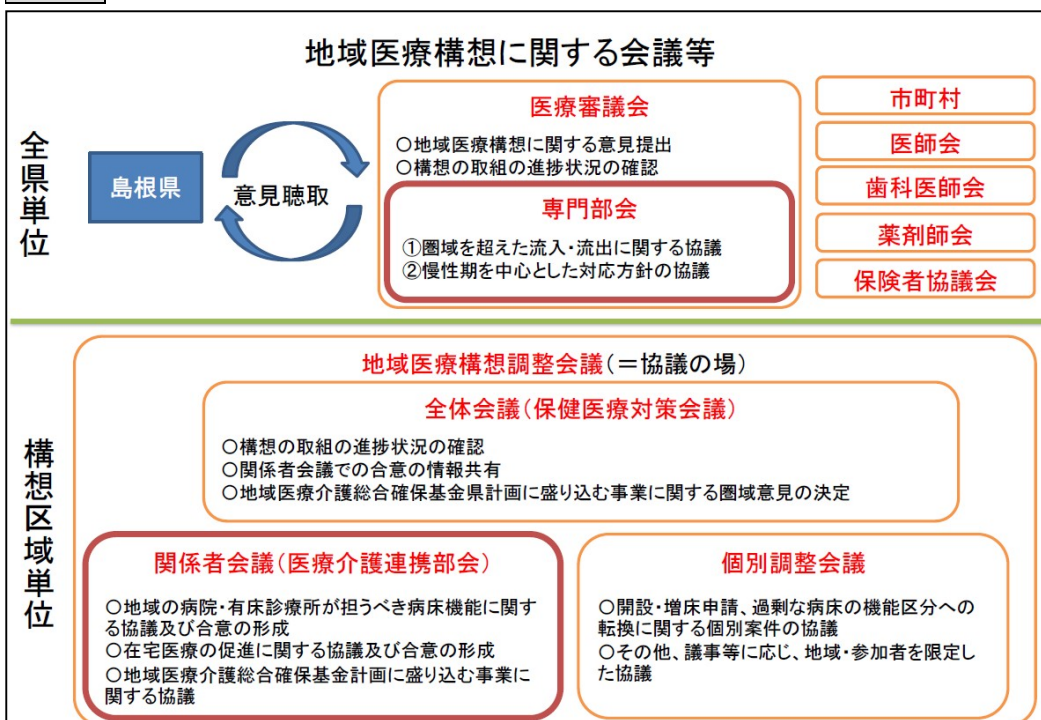 地域医療構想に関する会議等
全県単位
島根県
意見聴取
医療審議会
○地域医療構想に関する意見提出
○構想の取組の進捗状況の確認
専門部会
①圏域を超えた流入・流出に関する協議
②慢性期を中心とした対応方針の協議
市町村
医師会
歯科医師会
薬剤師会
保険者協議会
構想区域単位
地域医療構想調整会議(＝協議の場)
全体会議(保健医療対策会議)
○構想の取組の進捗状況の確認
○関係者会議での合意の情報共有
○地域医療介護総合確保基金県計画に盛り込む事業に関する圏域意見の決定
関係者会議(医療介護連携部会)
○地域の病院・有床診療所が担うべき病床機能に関す
る協議及び合意の形成
○在宅医療の促進に関する協議及び合意の形成
○地域医療介護総合確保基金計画に盛り込む事業に
関する協議
個別調整会議
○開設・増床申請、過剰な病床の機能区分への
転換に関する個別案件の協議
○その他、議事等に応じ、地域・参加者を限定し
た協議